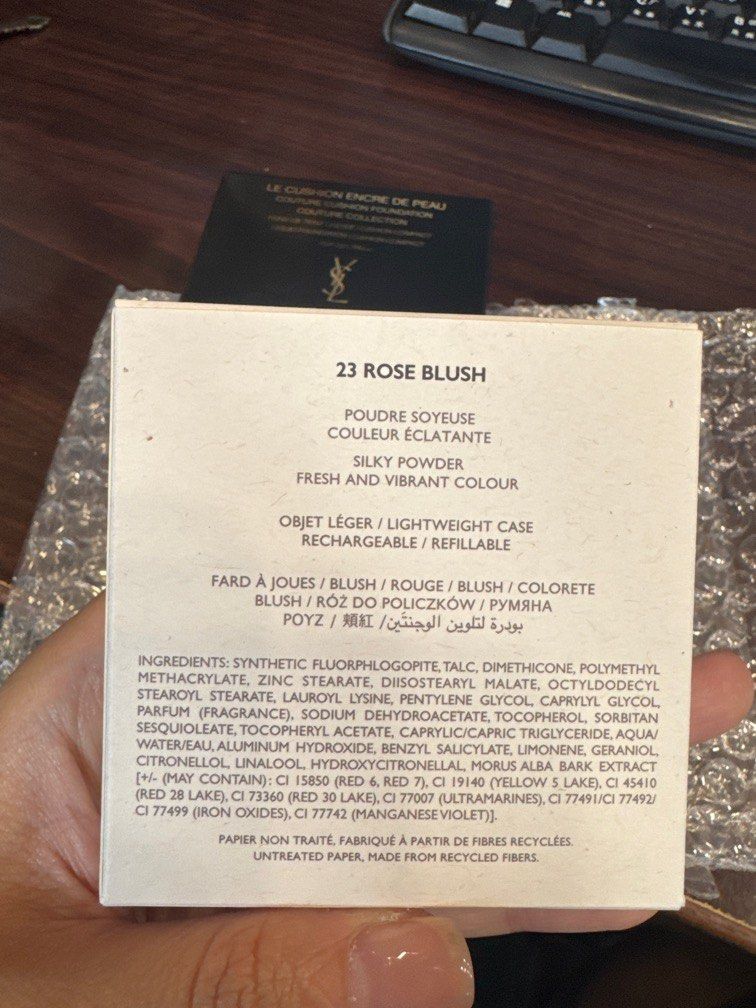 LE CUSHION ENCRE DE PEAU
COUTURE CUSHION FOUNDATION
COUTURE COLLECTION
YSL
23 ROSE BLUSH
POUDRE SOYEUSE
COULEUR ÉCLATANTE
SILKY POWDER
FRESH AND VIBRANT COLOUR
OBJET LÉGER / LIGHTWEIGHT CASE
RECHARGEABLE / REFILLABLE
FARD À JOUES / BLUSH / ROUGE / BLUSH / COLORETE
BLUSH / RÓŻ DO POLICZKÓW / РУМЯНА
ΡΟΥΖ / 頰紅 / بودرة لتلوين الوجنتين
INGREDIENTS: SYNTHETIC FLUORPHLOGOPITE, TALC, DIMETHICONE, POLYMETHYL
METHACRYLATE, ZINC STEARATE, DIISOSTEARYL MALATE, OCTYLDODECYL
STEAROYL STEARATE, LAUROYL LYSINE, PENTYLENE GLYCOL, CAPRYLYL GLYCOL,
PARFUM (FRAGRANCE), SODIUM DEHYDROACETATE, TOCOPHEROL, SORBITAN
SESQUIOLEATE, TOCOPHERYL ACETATE, CAPRYLIC/CAPRIC TRIGLYCERIDE, AQUA/
WATER/EAU, ALUMINUM HYDROXIDE, BENZYL SALICYLATE, LIMONENE, GERANIOL,
CITRONELLOL, LINALOOL, HYDROXYCITRONELLAL, MORUS ALBA BARK EXTRACT
[+/- (MAY CONTAIN): CI 15850 (RED 6, RED 7), CI 19140 (YELLOW 5 LAKE), CI 45410
(RED 28 LAKE), CI 73360 (RED 30 LAKE), CI 77007 (ULTRAMARINES), CI 77491/CI 77492/
CI 77499 (IRON OXIDES), CI 77742 (MANGANESE VIOLET)].
PAPIER NON TRAITÉ, FABRIQUÉ À PARTIR DE FIBRES RECYCLÉES.
UNTREATED PAPER, MADE FROM RECYCLED FIBERS.